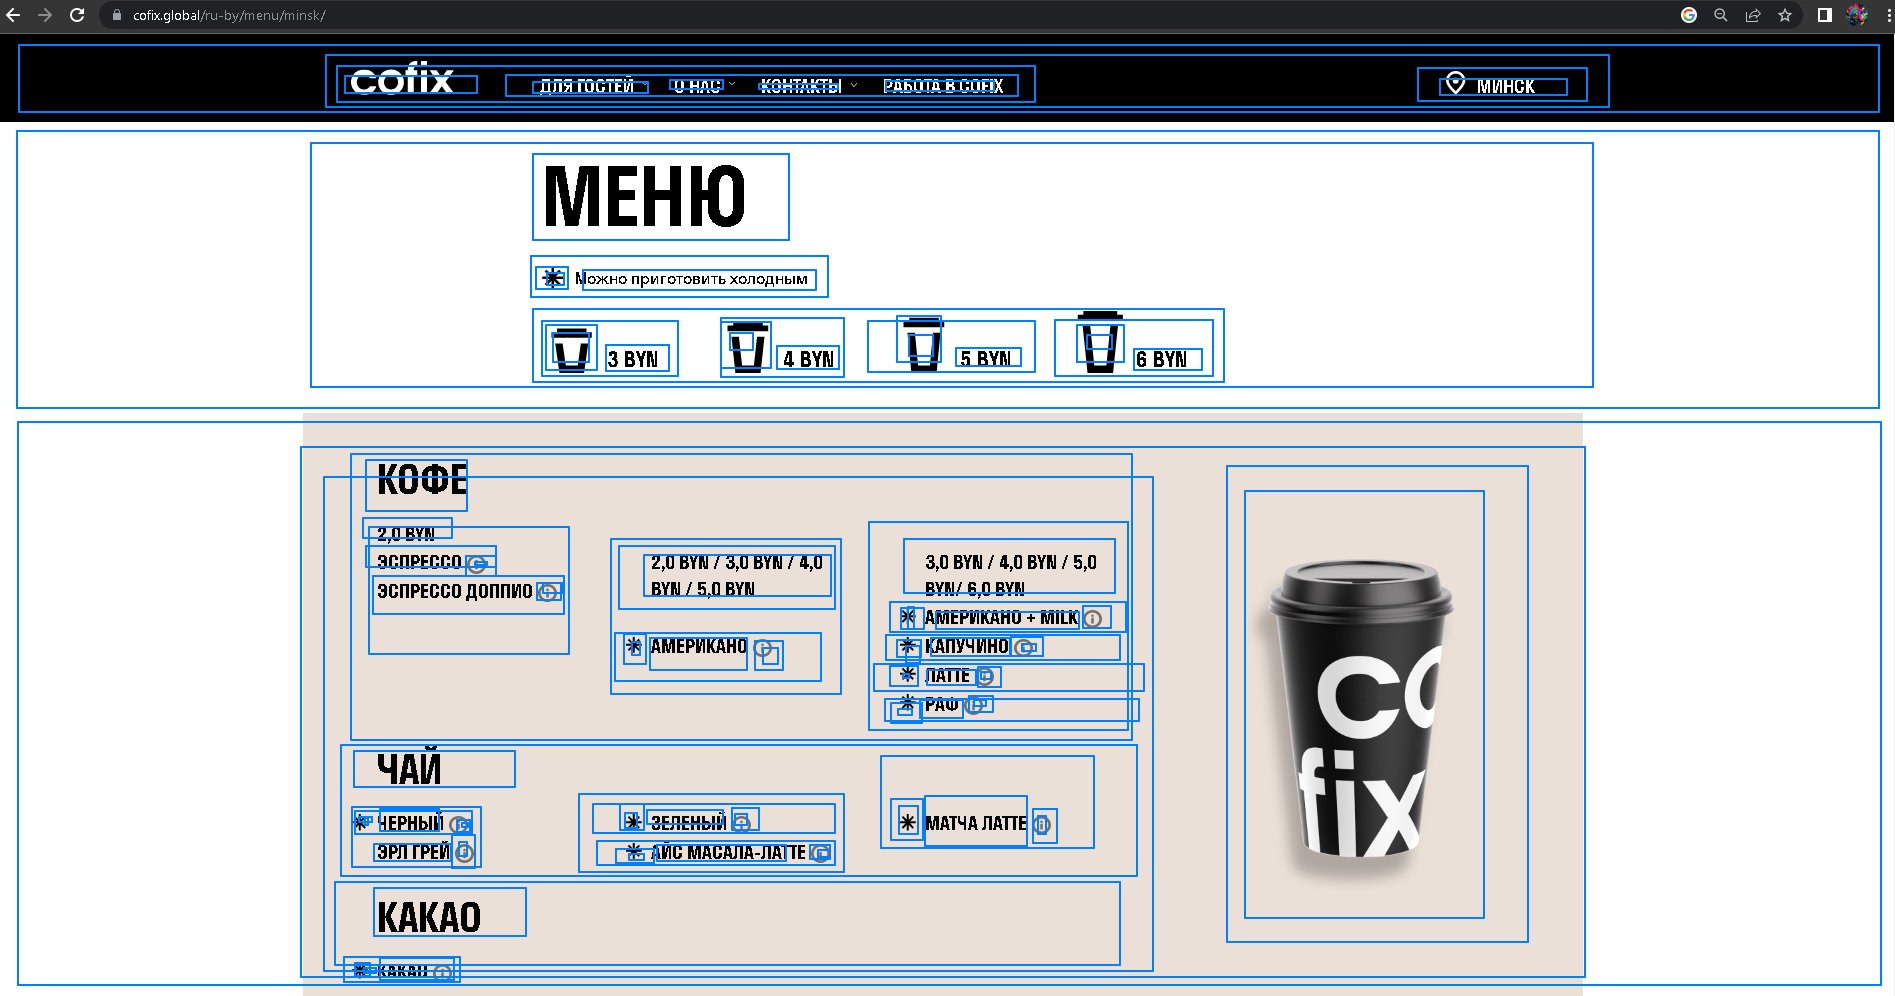 cofix.global/ru-by/menu/minsk/
cofix ДЛЯ ГОСТЕЙ О НАС КОНТАКТЫ РАБОТА В COFIX МИНСК
МЕНЮ
Можно приготовить холодным
3 BYN 4 BYN 5 BYN 6 BYN
КОФЕ
2,0 BYN
ЭСПРЕССО
ЭСПРЕССО ДОППИО
2,0 BYN / 3,0 BYN / 4,0
BYN / 5,0 BYN
АМЕРИКАНО
3,0 BYN / 4,0 BYN / 5,0
BYN/ 6,0 BYN
АМЕРИКАНО + MILK
КАПУЧИНО
ЛАТТЕ
РАФ
ЧАЙ
ЧЕРНЫЙ
ЭРЛ ГРЕЙ
ЗЕЛЕНЫЙ
АЙС МАСАЛА-ЛАТТЕ
МАТЧА ЛАТТЕ
КАКАО
КАКАО
co
fix